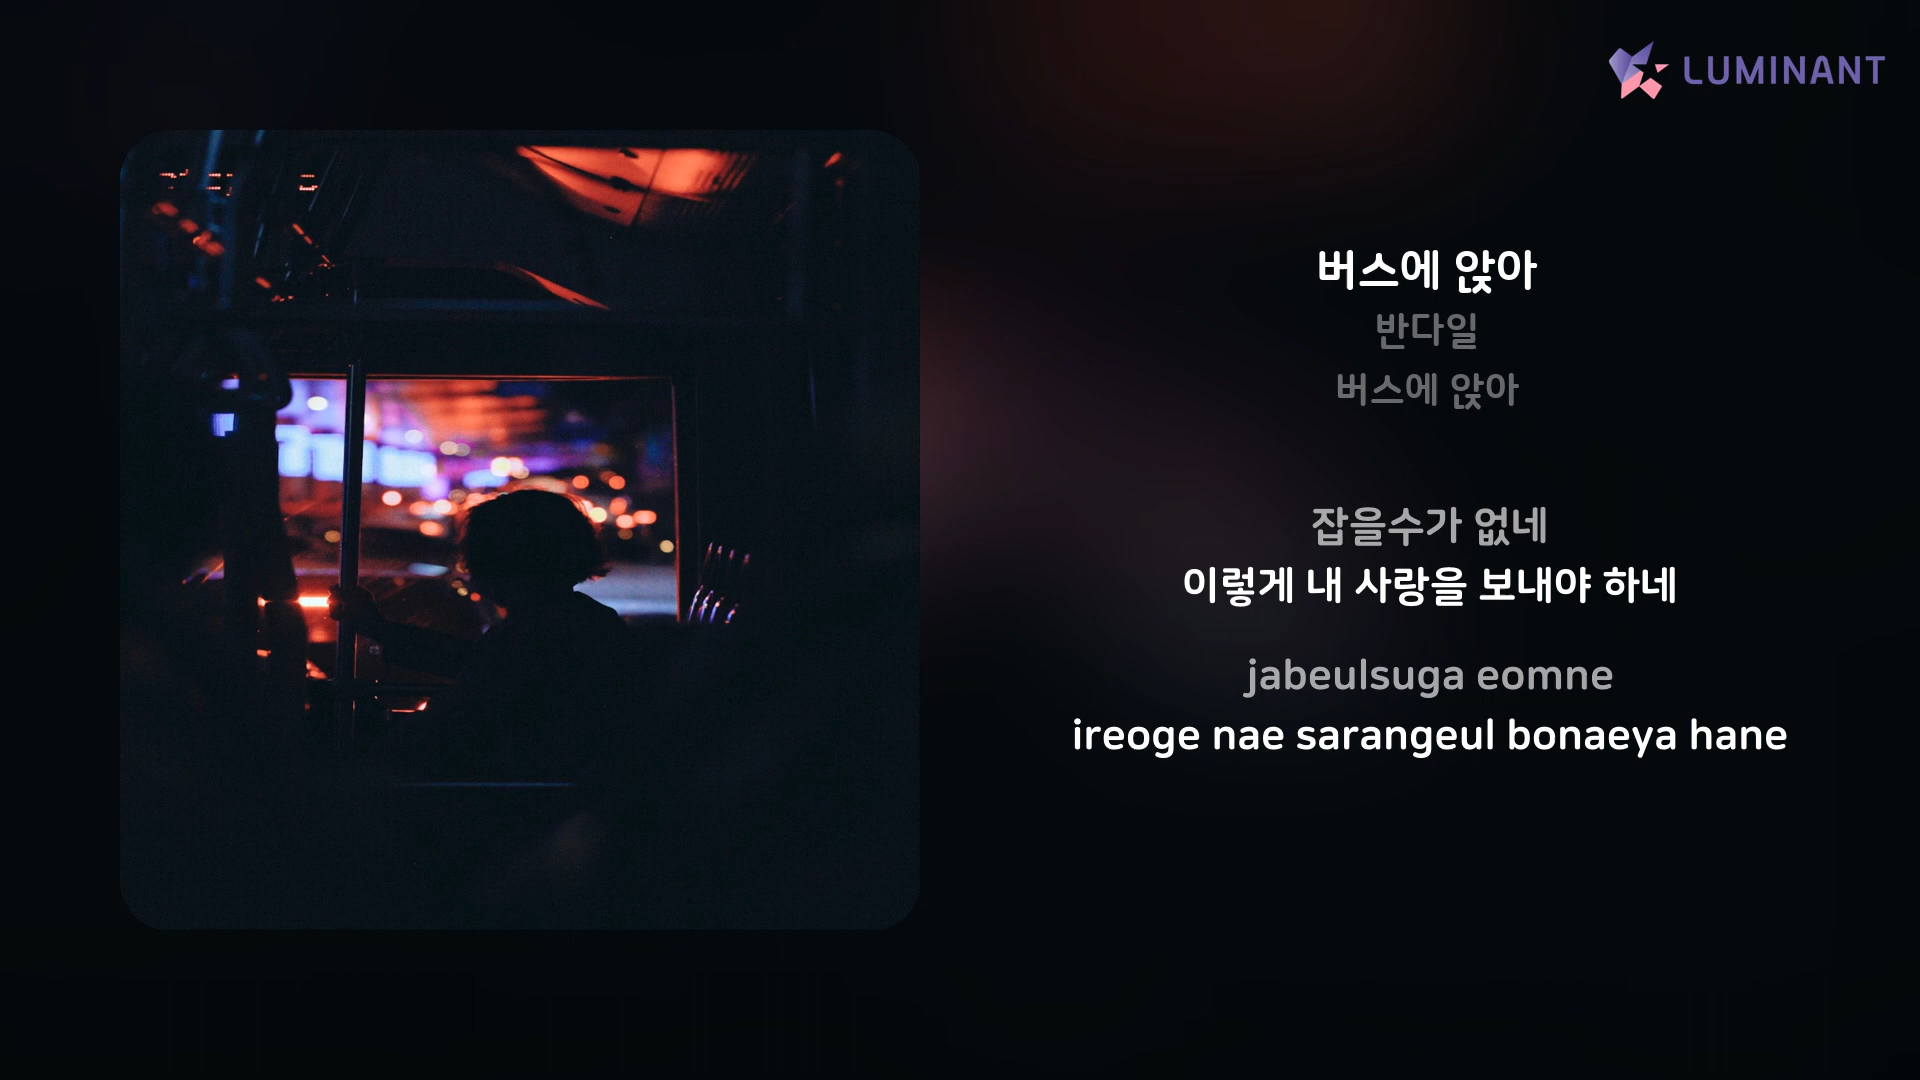 LUMINANT
버스에 앉아
반다일
버스에 앉아
잡을수가 없네
이렇게 내 사랑을 보내야 하네
jabeulsuga eomne
ireoge nae sarangeul bonaeya hane